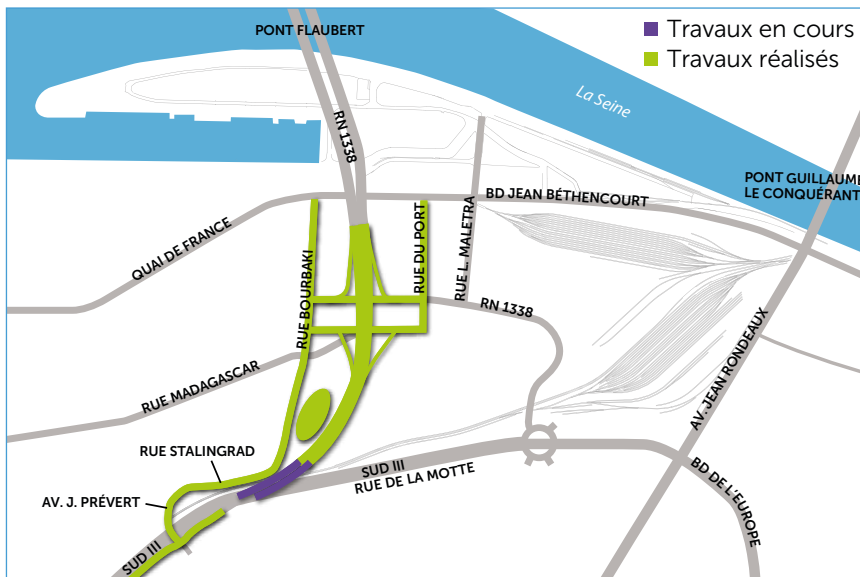 PONT FLAUBERT
Travaux en cours
Travaux réalisés
La Seine
RN 1338
PONT GUILLAUME
LE CONQUÉRANT
BD JEAN BÉTHENCOURT
QUAI DE FRANCE
RUE BOURBAKI
RUE DU PORT
RUE L. MALETRA
RN 1338
RUE MADAGASCAR
AV. JEAN RONDEAUX
RUE STALINGRAD
SUD III
RUE DE LA MOTTE
AV. J. PRÉVERT
BD DE L'EUROPE
SUD III